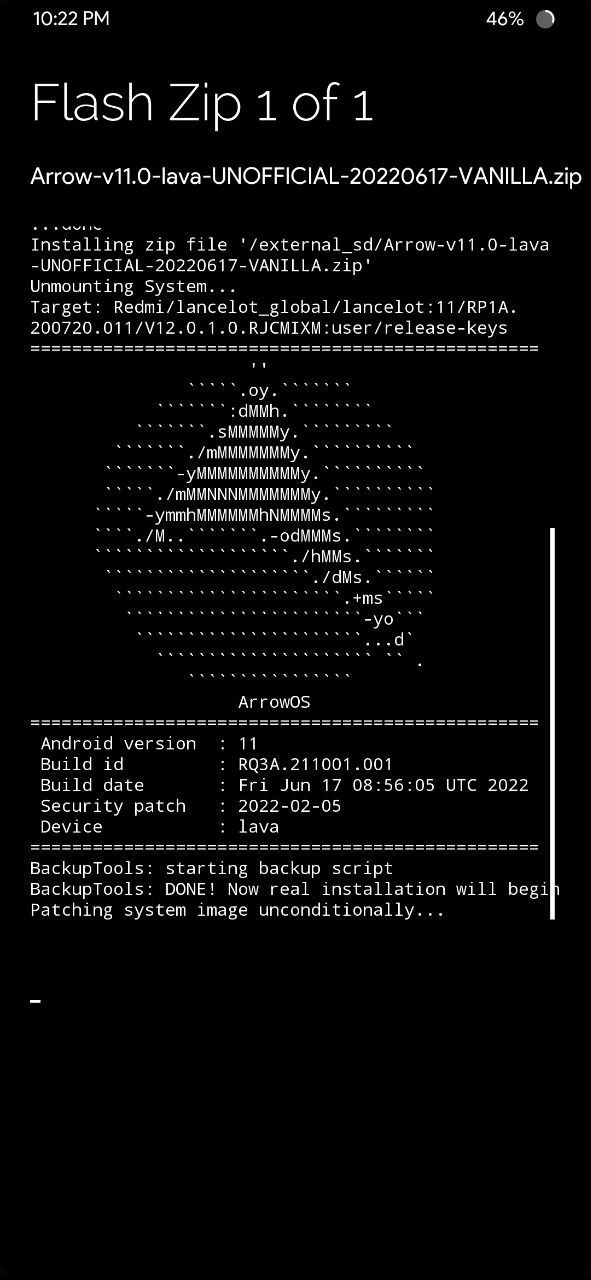 10:22 PM 46%
Flash Zip 1 of 1
Arrow-v11.0-lava-UNOFFICIAL-20220617-VANILLA.zip
...done
Installing zip file '/external_sd/Arrow-v11.0-lava
-UNOFFICIAL-20220617-VANILLA.zip'
Unmounting System...
Target: Redmi/lancelot_global/lancelot:11/RP1A.
200720.011/V12.0.1.0.RJCMIXM:user/release-keys
=================================================
                      ''
               `````.oy.```````
            ```````:dMMh.````````
          ```````.sMMMMMy.`````````
        ```````./mMMMMMMMy.``````````
       ```````-yMMMMMMMMMMy.``````````
       `````./mMMNNNMMMMMMMy.``````````
      `````-ymmhMMMMMMhNMMMMs.`````````
      ````./M..```````.-odMMMs.````````
      ```````````````````./hMMs.```````
       ````````````````````./dMs.``````
        ``````````````````````.+ms`````
         ```````````````````````-yo```
          ``````````````````````...d`
            ````````````````````` `` .
               ````````````````
                    ArrowOS
=================================================
 Android version  : 11
 Build id         : RQ3A.211001.001
 Build date       : Fri Jun 17 08:56:05 UTC 2022
 Security patch   : 2022-02-05
 Device           : lava
=================================================
BackupTools: starting backup script
BackupTools: DONE! Now real installation will begin
Patching system image unconditionally...
_